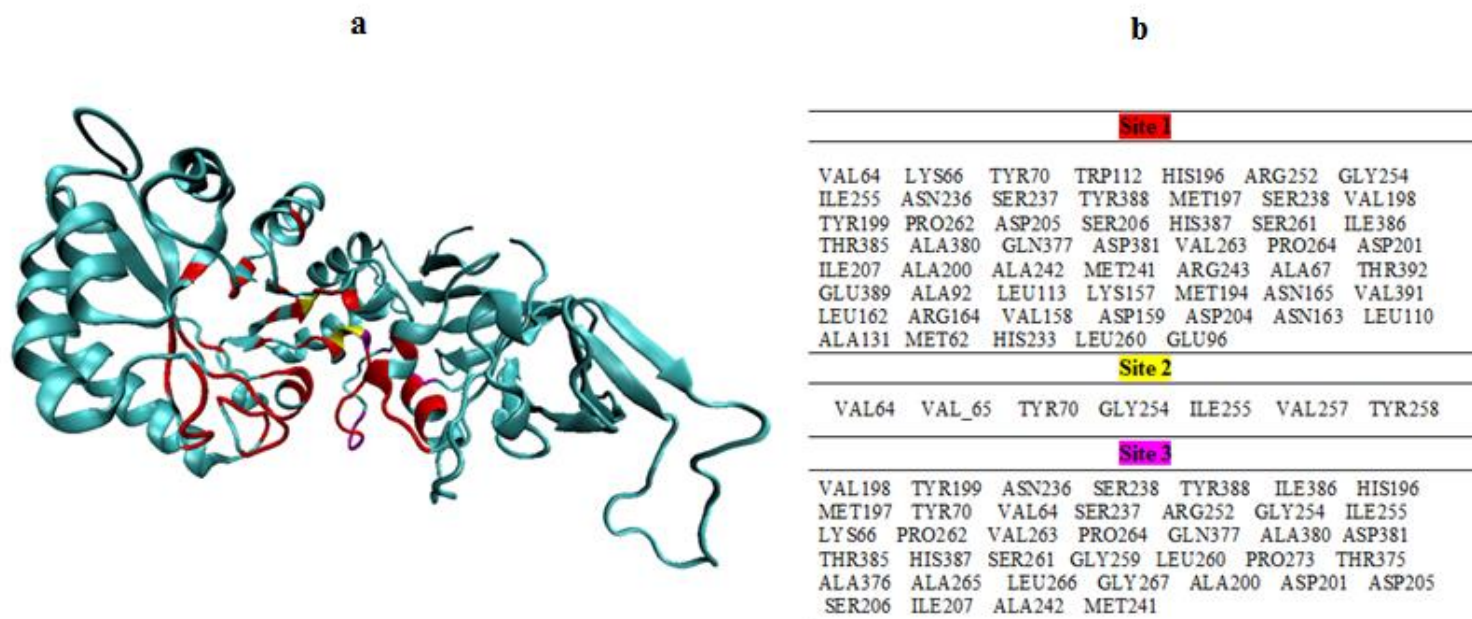 a
b
Site 1
VAL64 LYS66 TYR70 TRP112 HIS196 ARG252 GLY254
ILE255 ASN236 SER237 TYR388 MET197 SER238 VAL198
TYR199 PRO262 ASP205 SER206 HIS387 SER261 ILE386
THR385 ALA380 GLN377 ASP381 VAL263 PRO264 ASP201
ILE207 ALA200 ALA242 MET241 ARG243 ALA67 THR392
GLU389 ALA92 LEU113 LYS157 MET194 ASN165 VAL391
LEU162 ARG164 VAL158 ASP159 ASP204 ASN163 LEU110
ALA131 MET62 HIS233 LEU260 GLU96
Site 2
VAL64 VAL_65 TYR70 GLY254 ILE255 VAL257 TYR258
Site 3
VAL198 TYR199 ASN236 SER238 TYR388 ILE386 HIS196
MET197 TYR70 VAL64 SER237 ARG252 GLY254 ILE255
LYS66 PRO262 VAL263 PRO264 GLN377 ALA380 ASP381
THR385 HIS387 SER261 GLY259 LEU260 PRO273 THR375
ALA376 ALA265 LEU266 GLY267 ALA200 ASP201 ASP205
SER206 ILE207 ALA242 MET241